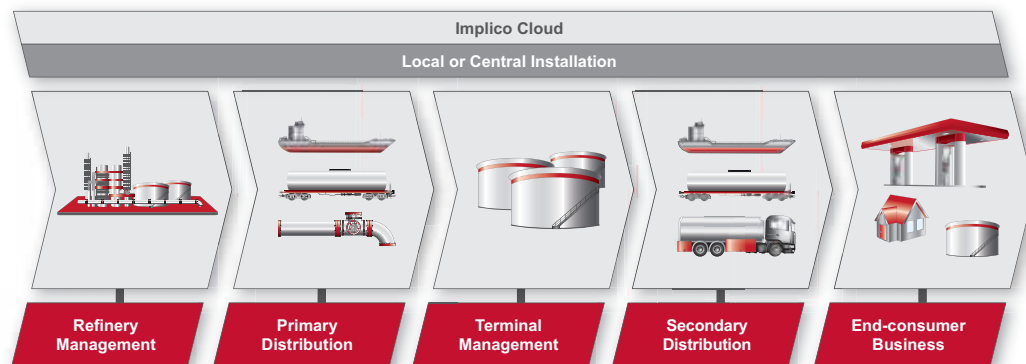 Implico Cloud
Local or Central Installation
Refinery
Management
Primary
Distribution
Terminal
Management
Secondary
Distribution
End-consumer
Business